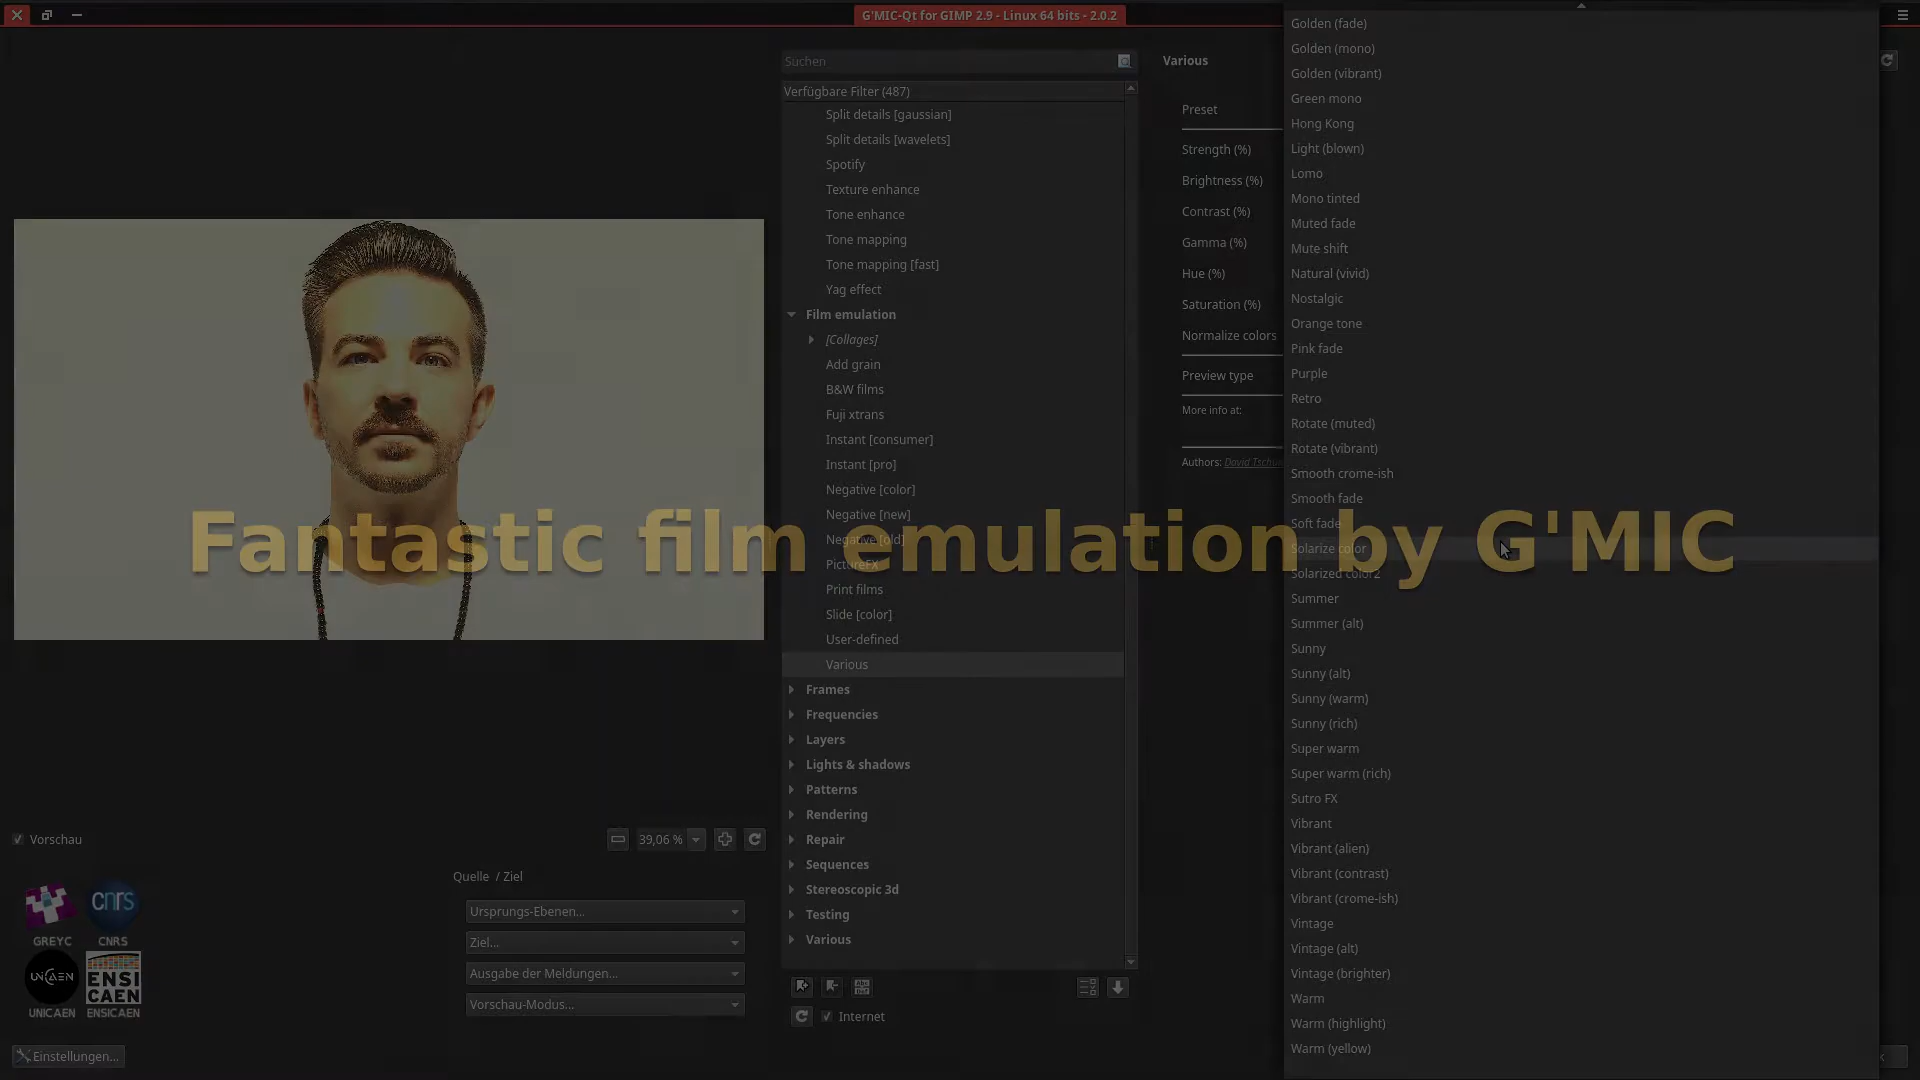 G'MIC-Qt for GIMP 2.9 - Linux 64 bits - 2.0.2
Suchen
Verfügbare Filter (487)
Split details [gaussian]
Split details [wavelets]
Spotify
Texture enhance
Tone enhance
Tone mapping
Tone mapping [fast]
Yag effect
Film emulation
[Collages]
Add grain
B&W films
Fuji xtrans
Instant [consumer]
Instant [pro]
Negative [color]
Negative [new]
Negative [old]
PictureFX
Print films
Slide [color]
User-defined
Various
Frames
Frequencies
Layers
Lights & shadows
Patterns
Rendering
Repair
Sequences
Stereoscopic 3d
Testing
Various
Internet
Various
Preset
Strength (%)
Brightness (%)
Contrast (%)
Gamma (%)
Hue (%)
Saturation (%)
Normalize colors
Preview type
More info at:
Authors: David
Golden (fade)
Golden (mono)
Golden (vibrant)
Green mono
Hong Kong
Light (blown)
Lomo
Mono tinted
Muted fade
Mute shift
Natural (vivid)
Nostalgic
Orange tone
Pink fade
Purple
Retro
Rotate (muted)
Rotate (vibrant)
Smooth crome-ish
Smooth fade
Soft fade
Solarize color
Solarized color2
Summer
Summer (alt)
Sunny
Sunny (alt)
Sunny (warm)
Sunny (rich)
Super warm
Super warm (rich)
Sutro FX
Vibrant
Vibrant (alien)
Vibrant (contrast)
Vibrant (crome-ish)
Vintage
Vintage (alt)
Vintage (brighter)
Warm
Warm (highlight)
Warm (yellow)
Fantastic film emulation by G'MIC
Vorschau
39,06 %
Quelle / Ziel
Ursprungs-Ebenen...
Ziel...
Ausgabe der Meldungen...
Vorschau-Modus...
GREYC
cnrs
CNRS
UNICAEN
UNICAEN
ENSI
CAEN
ENSICAEN
Einstellungen...